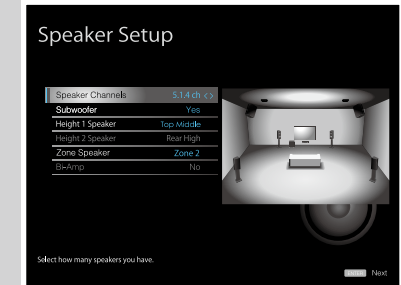 Speaker Setup
Speaker Channels 5.1.4 ch <>
Subwoofer Yes
Height 1 Speaker Top Middle
Height 2 Speaker Rear High
Zone Speaker Zone 2
Bi-Amp No
Select how many speakers you have.
ENTER Next